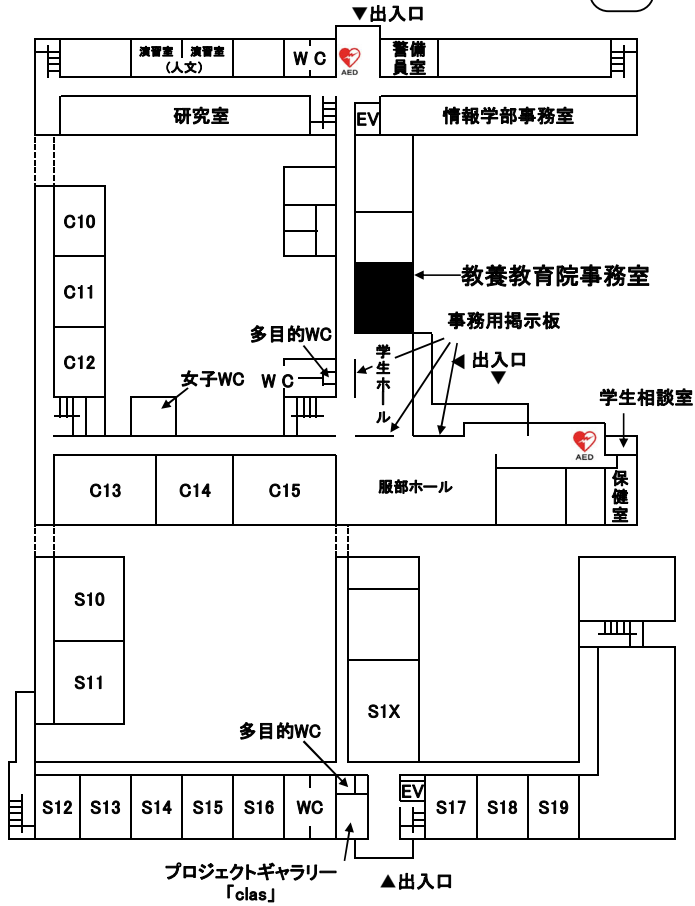 ▼出入口
演習室
演習室
(人文)
W C
AED
警備
員室
研究室
EV
情報学部事務室
C10
C11
C12
教養教育院事務室
事務用掲示板
多目的WC
学生ホール
◀ 出入口
▼
女子WC
W C
学生相談室
AED
C13
C14
C15
服部ホール
保健室
S10
S11
S1X
多目的WC
S12
S13
S14
S15
S16
WC
EV
S17
S18
S19
プロジェクトギャラリー
「clas」
▲出入口